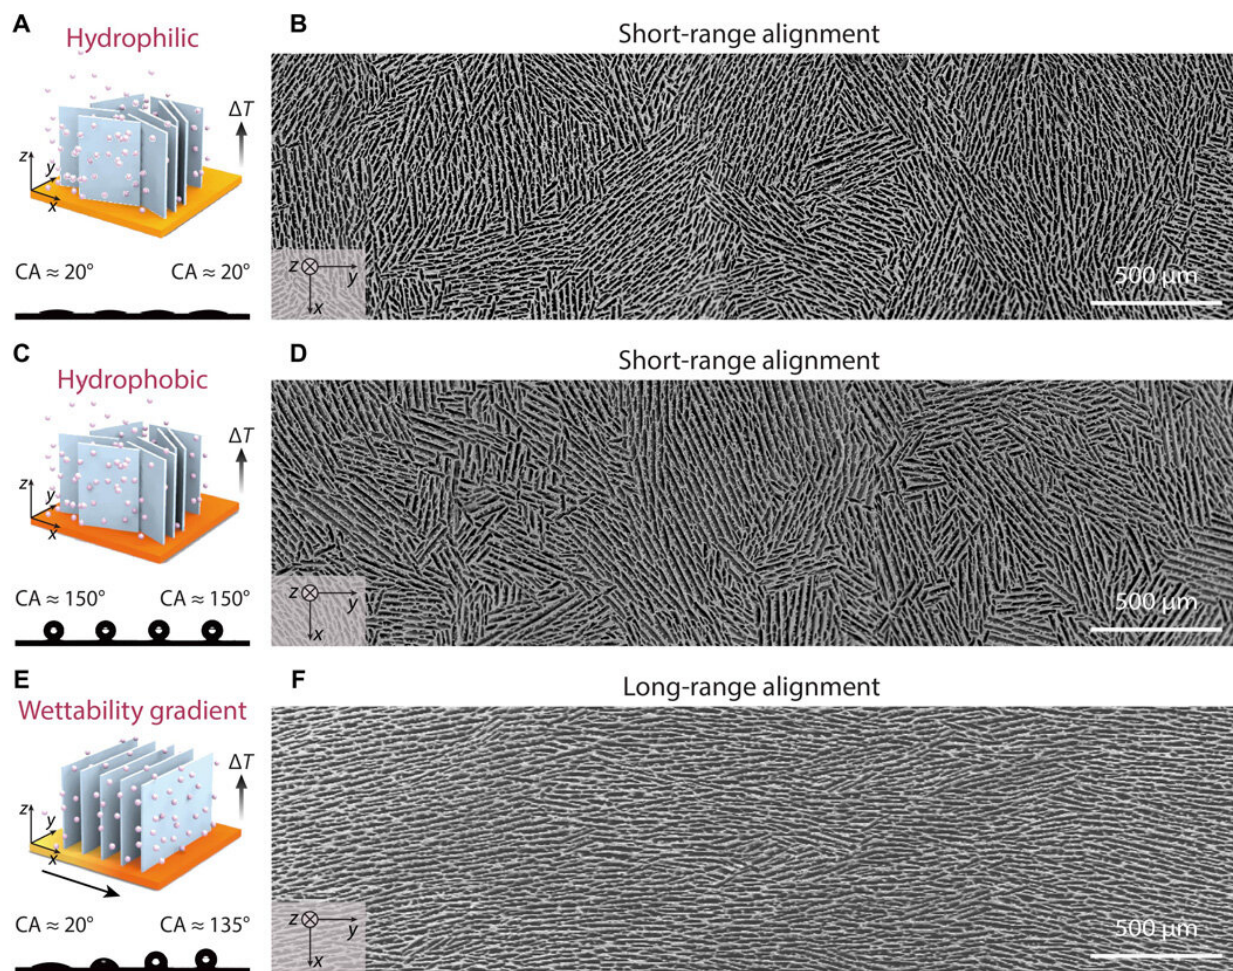 A
Hydrophilic
ΔT
z
y
x
CA ≈ 20°
CA ≈ 20°
B
Short-range alignment
z
y
x
500 μm
C
Hydrophobic
ΔT
z
y
x
CA ≈ 150°
CA ≈ 150°
D
Short-range alignment
z
y
x
500 μm
E
Wettability gradient
ΔT
z
y
x
CA ≈ 20°
CA ≈ 135°
F
Long-range alignment
z
y
x
500 μm